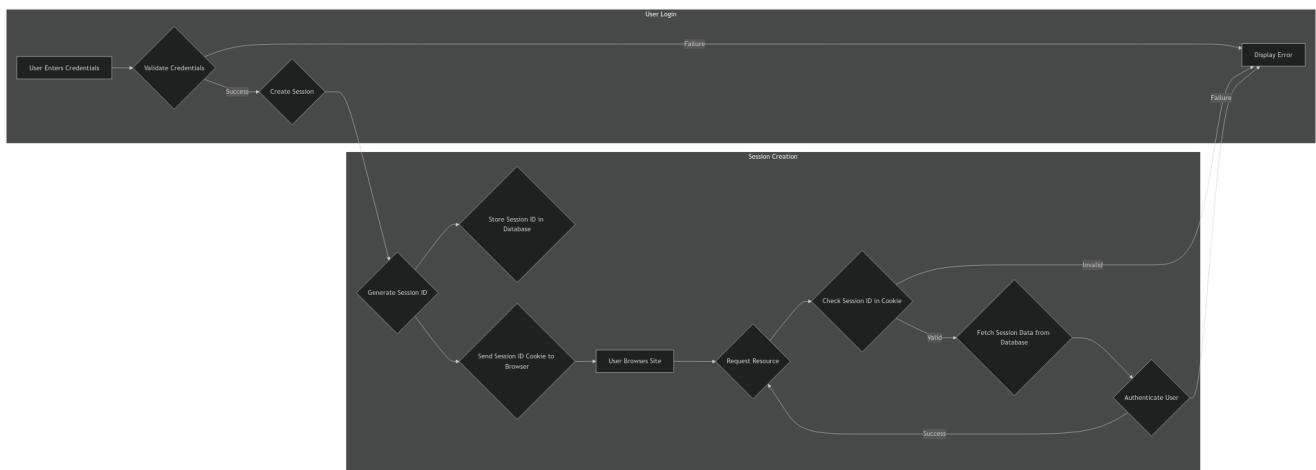 User Login
Failure
User Enters Credentials
Validate Credentials
Display Error
Success
Create Session
Failure
Session Creation
Store Session ID in
Database
Generate Session ID
Check Session ID in Cookie
Invalid
Valid
Fetch Session Data from
Database
Send Session ID Cookie to
Browser
User Browses Site
Request Resource
Authenticate User
Success